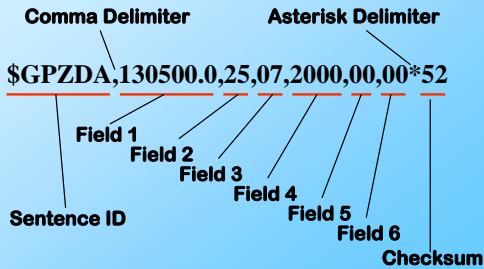 Comma Delimiter Asterisk Delimiter
$GPZDA,130500.0,25,07,2000,00,00*52
Field 1
Field 2
Field 3
Field 4
Field 5
Field 6
Sentence ID
Checksum